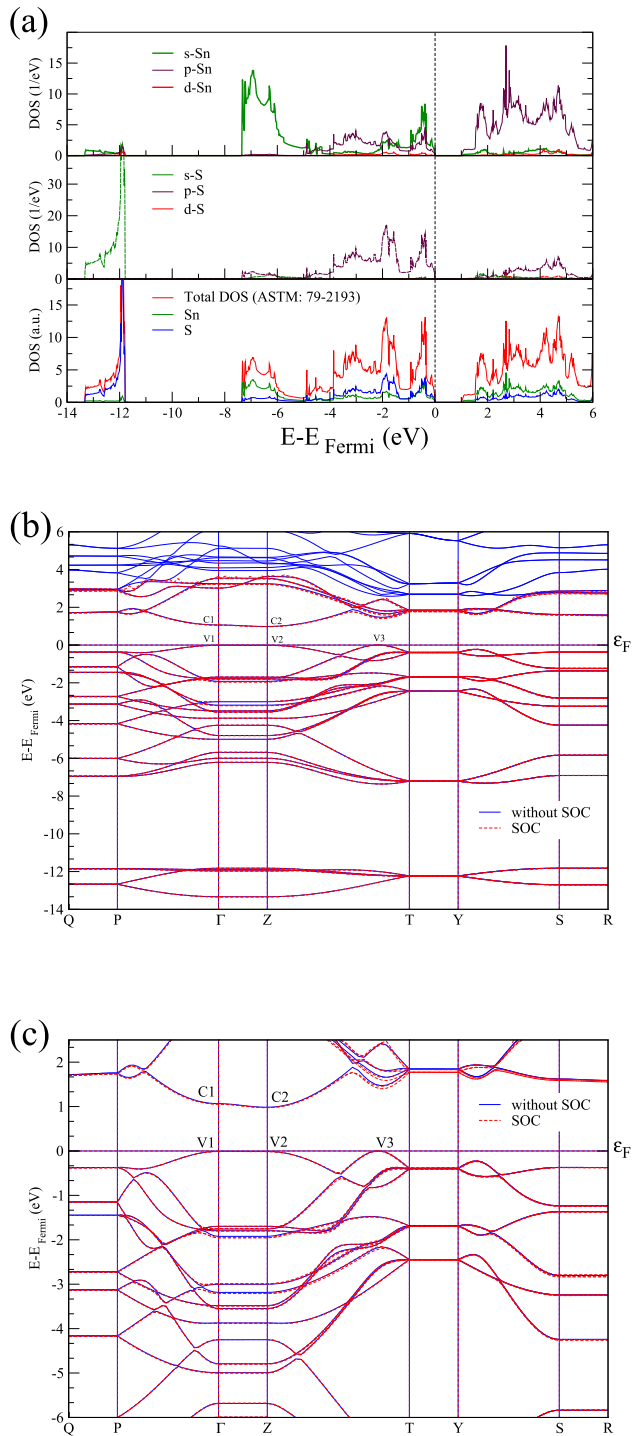 (a)
DOS (1/eV)
15
10
5
0
s-Sn
p-Sn
d-Sn
DOS (1/eV)
30
20
10
0
s-S
p-S
d-S
DOS (a.u.)
15
10
5
0
Total DOS (ASTM: 79-2193)
Sn
S
-14 -12 -10 -8 -6 -4 -2 0 2 4 6
E-E Fermi (eV)
(b)
E-E Fermi (eV)
6
4
2
0
-2
-4
-6
-8
-10
-12
-14
C1 C2
V1 V2 V3
εF
without SOC
SOC
Q P Γ Z T Y S R
(c)
E-E Fermi (eV)
2
1
0
-1
-2
-3
-4
-5
-6
C1 C2
V1 V2 V3
εF
without SOC
SOC
Q P Γ Z T Y S R